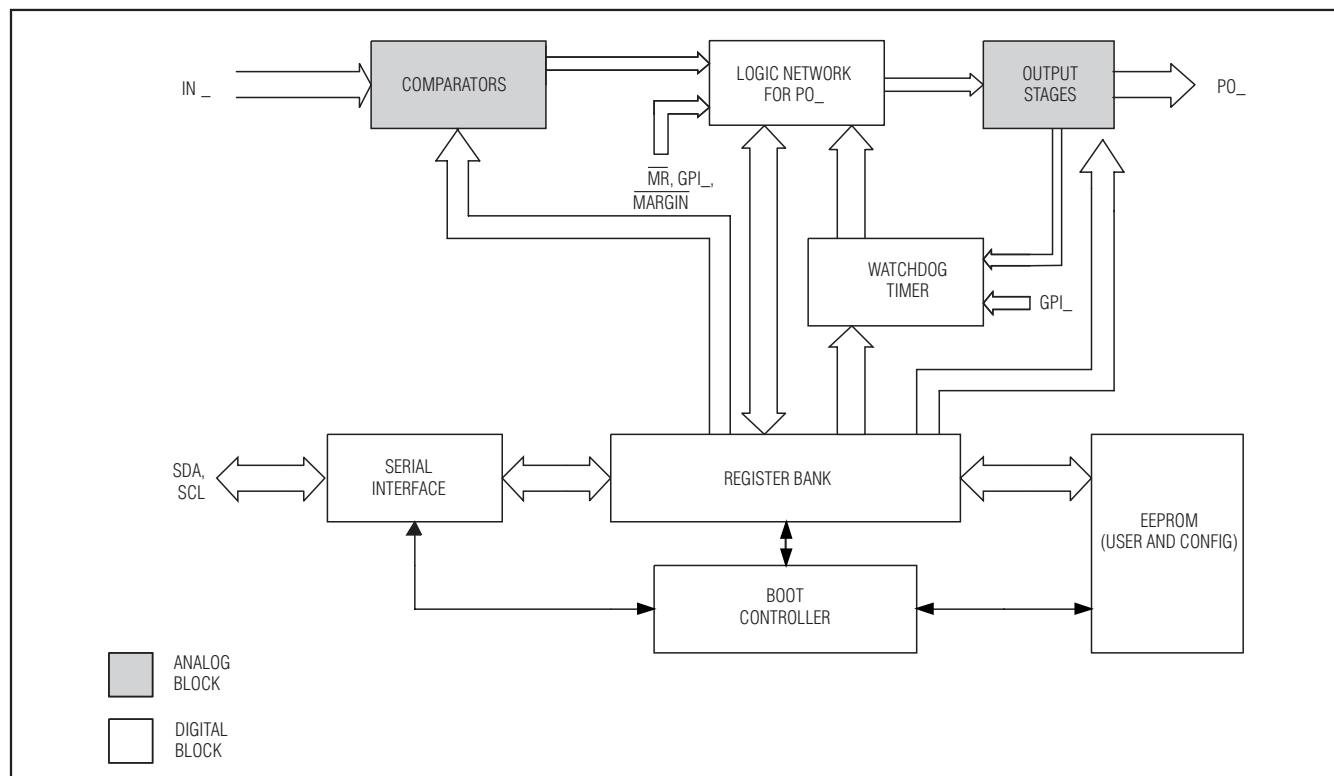 IN _
COMPARATORS
LOGIC NETWORK
FOR PO_
OUTPUT
STAGES
PO_
MR, GPI_,
MARGIN
WATCHDOG
TIMER
GPI_
SDA,
SCL
SERIAL
INTERFACE
REGISTER BANK
EEPROM
(USER AND CONFIG)
BOOT
CONTROLLER
ANALOG
BLOCK
DIGITAL
BLOCK